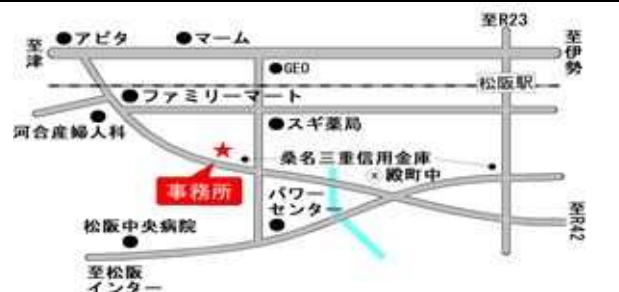 至R23
至津
●アピタ
●マーム
至伊勢
●GEO
松阪駅
●ファミリーマート
●スギ薬局
河合産婦人科
桑名三重信用金庫
×殿町中
事務所
パワー
センター
松阪中央病院
至R42
至松阪
インター